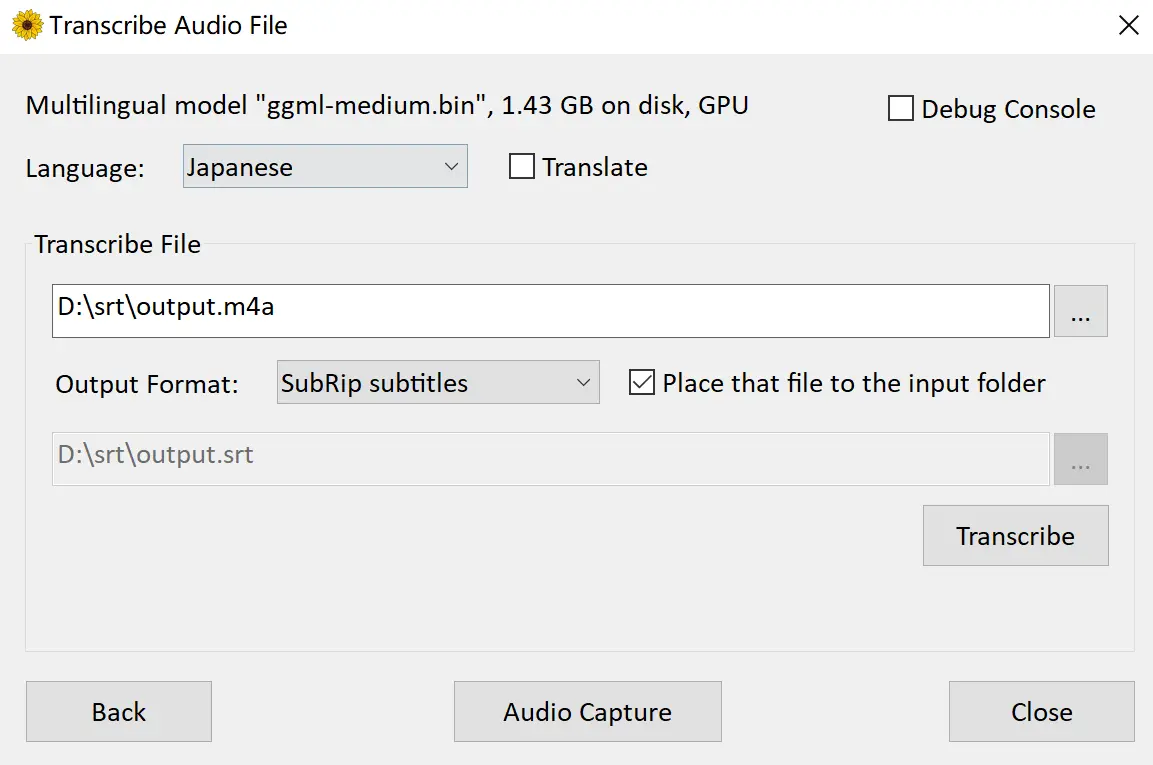 Transcribe Audio File
Multilingual model "ggml-medium.bin", 1.43 GB on disk, GPU
Debug Console
Language:
Japanese
Translate
Transcribe File
D:\srt\output.m4a
...
Output Format:
SubRip subtitles
Place that file to the input folder
D:\srt\output.srt
...
Transcribe
Back
Audio Capture
Close